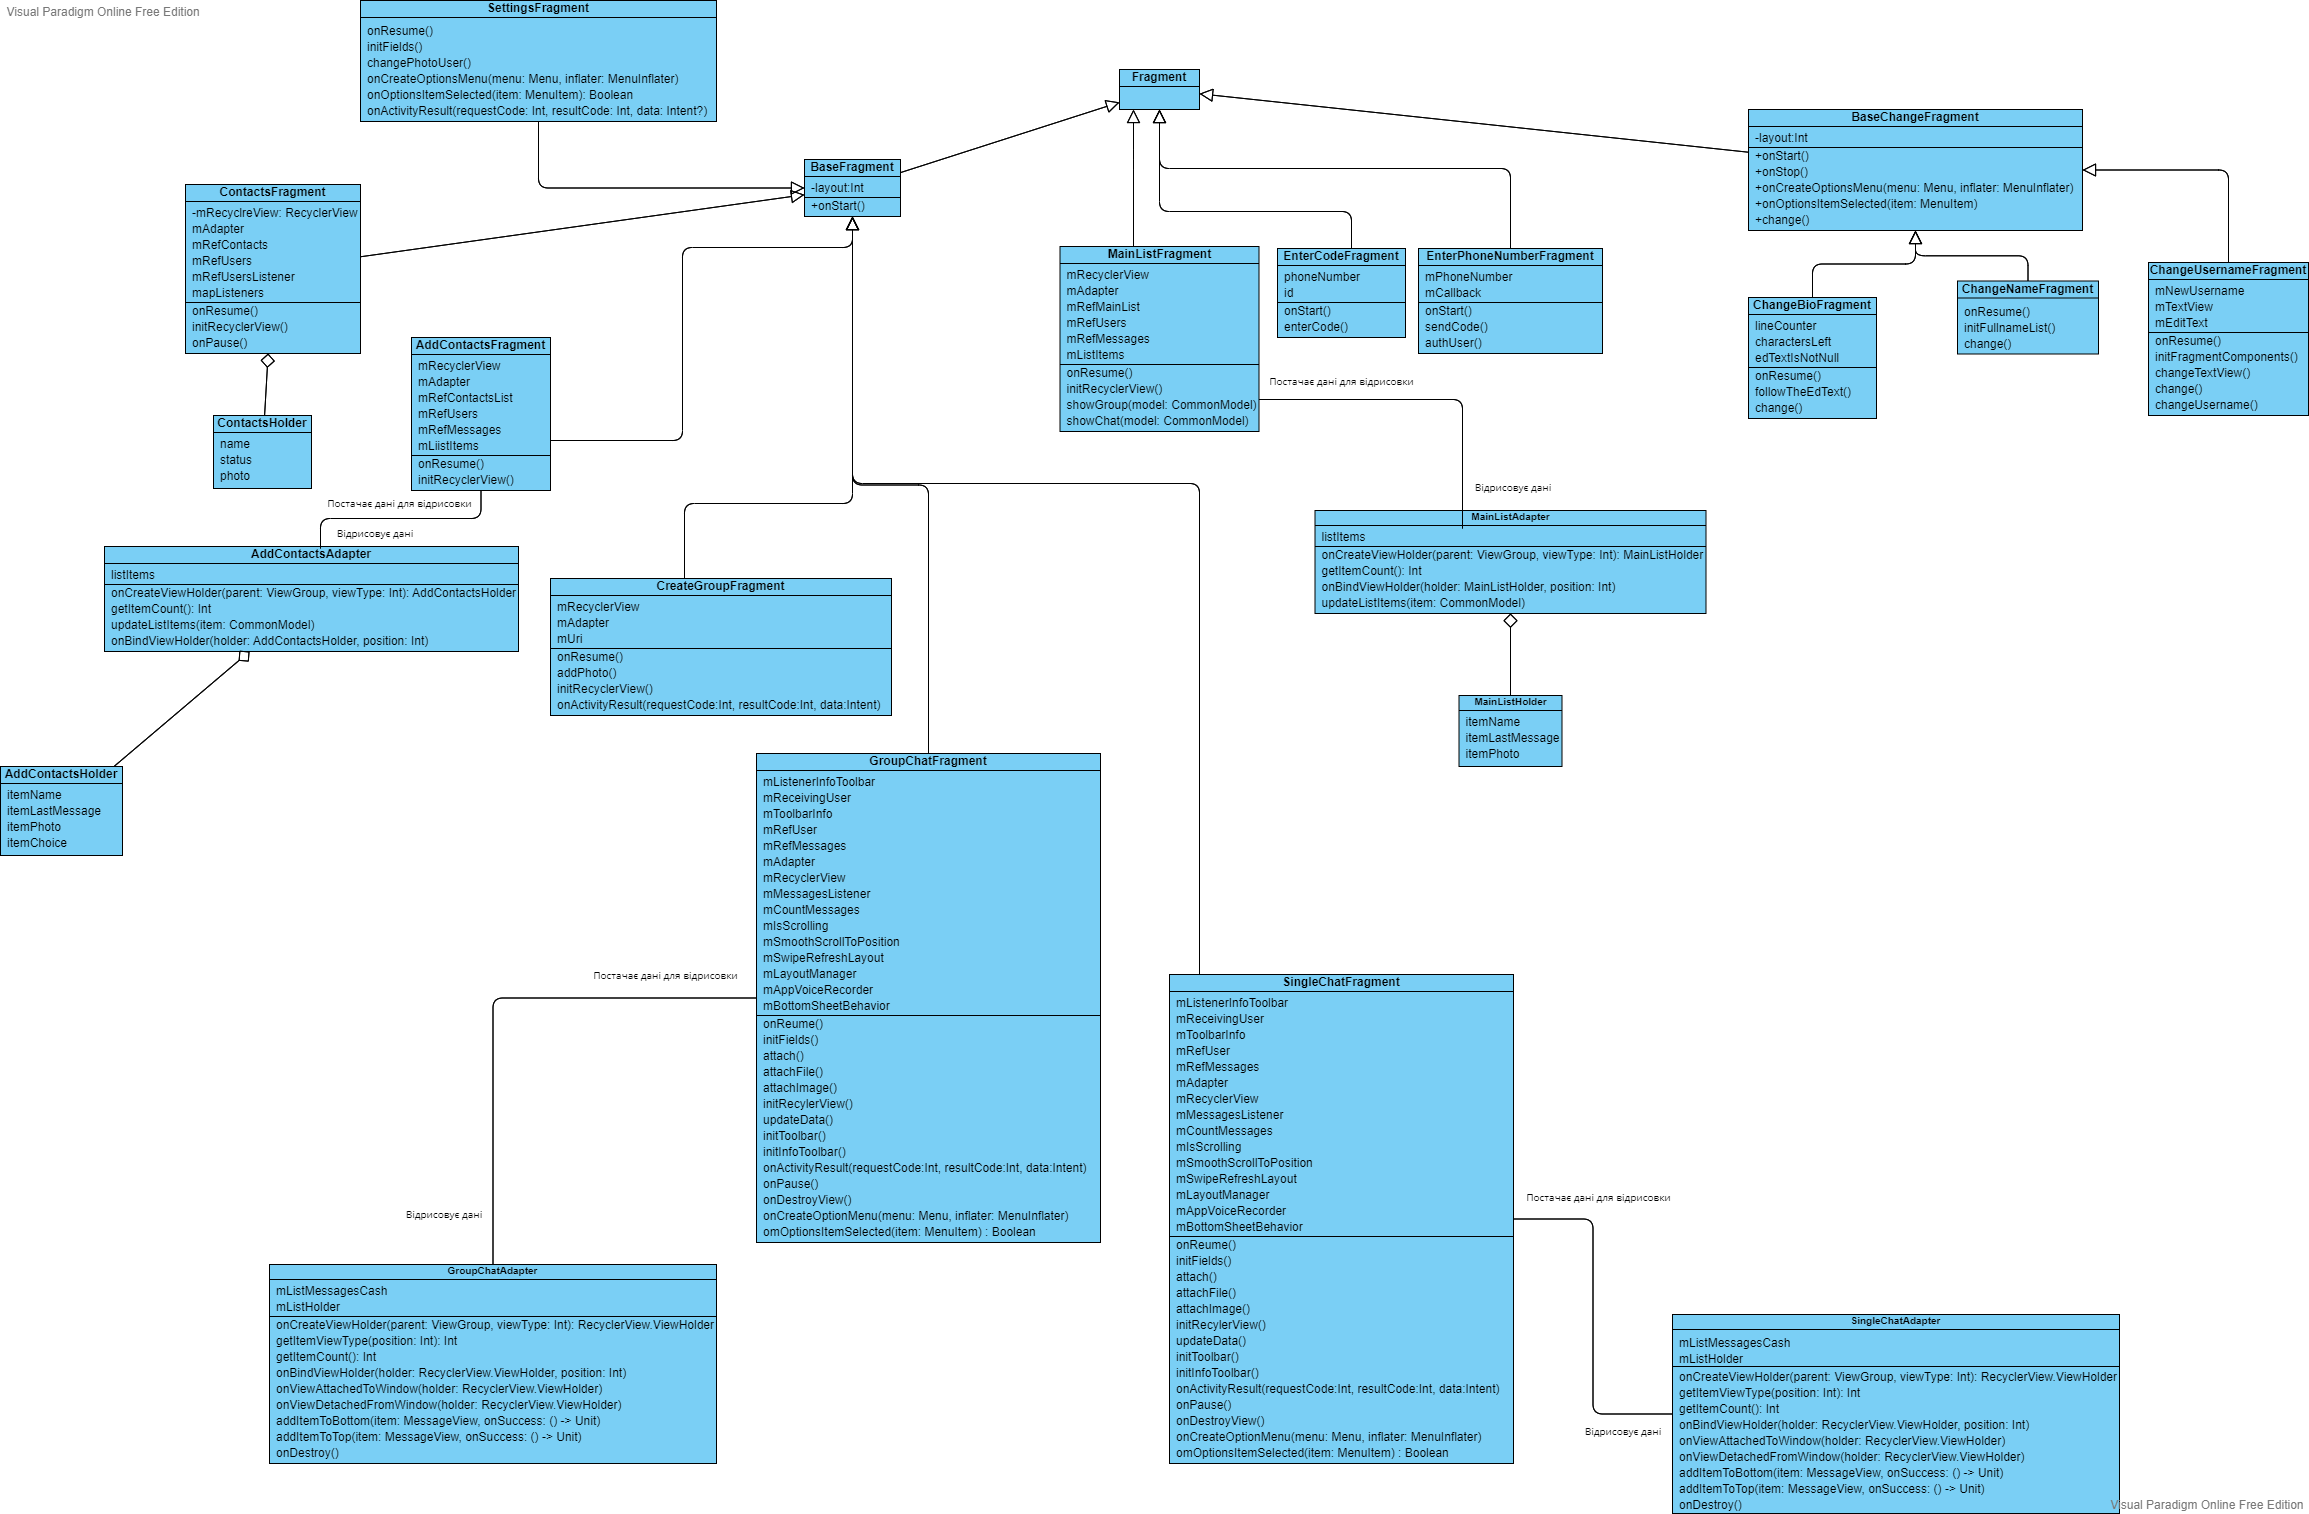 Visual Paradigm Online Free Edition
SettingsFragment
onResume()
initFields()
changePhotoUser()
onCreateOptionsMenu(menu: Menu, inflater: MenuInflater)
onOptionsItemSelected(item: MenuItem): Boolean
onActivityResult(requestCode: Int, resultCode: Int, data: Intent?)
Fragment
BaseFragment
-layout:Int
+onStart()
BaseChangeFragment
-layout:Int
+onStart()
+onStop()
+onCreateOptionsMenu(menu: Menu, inflater: MenuInflater)
+onOptionsItemSelected(item: MenuItem)
+change()
ContactsFragment
-mRecyclreView: RecyclerView
mAdapter
mRefContacts
mRefUsers
mRefUsersListener
mapListeners
onResume()
initRecyclerView()
onPause()
ContactsHolder
name
status
photo
AddContactsFragment
mRecyclerView
mAdapter
mRefContactsList
mRefUsers
mRefMessages
mLiistItems
onResume()
initRecyclerView()
MainListFragment
mRecyclerView
mAdapter
mRefMainList
mRefUsers
mRefMessages
mListItems
onResume()
initRecyclerView()
showGroup(model: CommonModel)
showChat(model: CommonModel)
EnterCodeFragment
phoneNumber
id
onStart()
enterCode()
EnterPhoneNumberFragment
mPhoneNumber
mCallback
onStart()
sendCode()
authUser()
ChangeBioFragment
lineCounter
charactersLeft
edTextIsNotNull
onResume()
followTheEdText()
change()
ChangeNameFragment
onResume()
initFullnameList()
change()
ChangeUsernameFragment
mNewUsername
mTextView
mEditText
onResume()
initFragmentComponents()
changeTextView()
change()
changeUsername()
Постачає дані для відрисовки
Відрисовує дані
MainListAdapter
listItems
onCreateViewHolder(parent: ViewGroup, viewType: Int): MainListHolder
getItemCount(): Int
onBindViewHolder(holder: MainListHolder, position: Int)
updateListItems(item: CommonModel)
MainListHolder
itemName
itemLastMessage
itemPhoto
Постачає дані для відрисовки
Відрисовує дані
AddContactsAdapter
listItems
onCreateViewHolder(parent: ViewGroup, viewType: Int): AddContactsHolder
getItemCount(): Int
updateListItems(item: CommonModel)
onBindViewHolder(holder: AddContactsHolder, position: Int)
AddContactsHolder
itemName
itemLastMessage
itemPhoto
itemChoice
CreateGroupFragment
mRecyclerView
mAdapter
mUri
onResume()
addPhoto()
initRecyclerView()
onActivityResult(requestCode:Int, resultCode:Int, data:Intent)
GroupChatFragment
mListenerInfoToolbar
mReceivingUser
mToolbarInfo
mRefUser
mRefMessages
mAdapter
mRecyclerView
mMessagesListener
mCountMessages
mIsScrolling
mSmoothScrollToPosition
mSwipeRefreshLayout
mLayoutManager
mAppVoiceRecorder
mBottomSheetBehavior
onReume()
initFields()
attach()
attachFile()
attachImage()
initRecylerView()
updateData()
initToolbar()
initInfoToolbar()
onActivityResult(requestCode:Int, resultCode:Int, data:Intent)
onPause()
onDestroyView()
onCreateOptionMenu(menu: Menu, inflater: MenuInflater)
omOptionsItemSelected(item: MenuItem) : Boolean
Постачає дані для відрисовки
Відрисовує дані
GroupChatAdapter
mListMessagesCash
mListHolder
onCreateViewHolder(parent: ViewGroup, viewType: Int): RecyclerView.ViewHolder
getItemViewType(position: Int): Int
getItemCount(): Int
onBindViewHolder(holder: RecyclerView.ViewHolder, position: Int)
onViewAttachedToWindow(holder: RecyclerView.ViewHolder)
onViewDetachedFromWindow(holder: RecyclerView.ViewHolder)
addItemToBottom(item: MessageView, onSuccess: () -> Unit)
addItemToTop(item: MessageView, onSuccess: () -> Unit)
onDestroy()
SingleChatFragment
mListenerInfoToolbar
mReceivingUser
mToolbarInfo
mRefUser
mRefMessages
mAdapter
mRecyclerView
mMessagesListener
mCountMessages
mIsScrolling
mSmoothScrollToPosition
mSwipeRefreshLayout
mLayoutManager
mAppVoiceRecorder
mBottomSheetBehavior
onReume()
initFields()
attach()
attachFile()
attachImage()
initRecylerView()
updateData()
initToolbar()
initInfoToolbar()
onActivityResult(requestCode:Int, resultCode:Int, data:Intent)
onPause()
onDestroyView()
onCreateOptionMenu(menu: Menu, inflater: MenuInflater)
omOptionsItemSelected(item: MenuItem) : Boolean
Постачає дані для відрисовки
Відрисовує дані
SingleChatAdapter
mListMessagesCash
mListHolder
onCreateViewHolder(parent: ViewGroup, viewType: Int): RecyclerView.ViewHolder
getItemViewType(position: Int): Int
getItemCount(): Int
onBindViewHolder(holder: RecyclerView.ViewHolder, position: Int)
onViewAttachedToWindow(holder: RecyclerView.ViewHolder)
onViewDetachedFromWindow(holder: RecyclerView.ViewHolder)
addItemToBottom(item: MessageView, onSuccess: () -> Unit)
addItemToTop(item: MessageView, onSuccess: () -> Unit)
onDestroy()
Visual Paradigm Online Free Edition